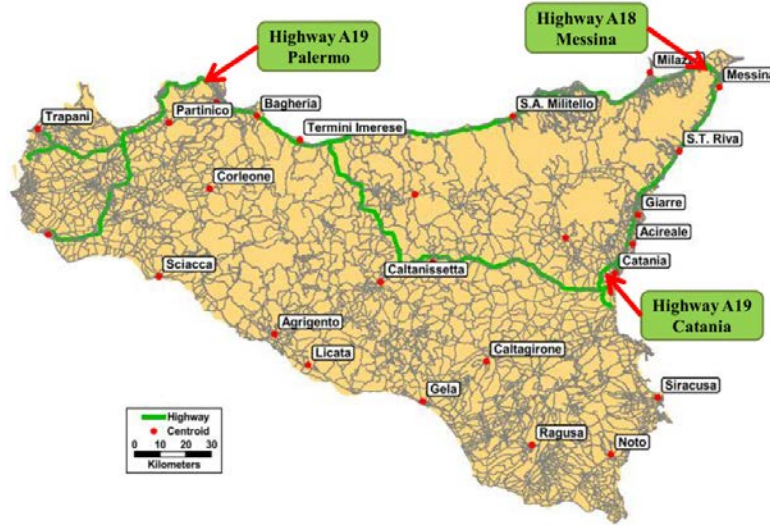 Highway A19
Palermo
Highway A18
Messina
Milazz
Messina
Trapani
Partinico
Bagheria
S.A. Militello
Termini Imerese
S.T. Riva
Corleone
Giarre
Acireale
Sciacca
Caltanissetta
Catania
Highway A19
Catania
Agrigento
Licata
Caltagirone
Gela
Siracusa
Ragusa
Noto
Highway
Centroid
0 10 20 30
Kilometers